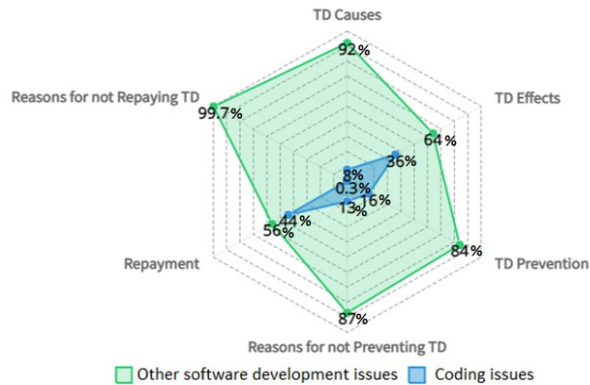 TD Causes
92%
Reasons for not Repaying TD
TD Effects
99.7%
64%
36%
8%
0.3%
16%
13%
44%
56%
Repayment
84%
TD Prevention
87%
Reasons for not Preventing TD
Other software development issues
Coding issues